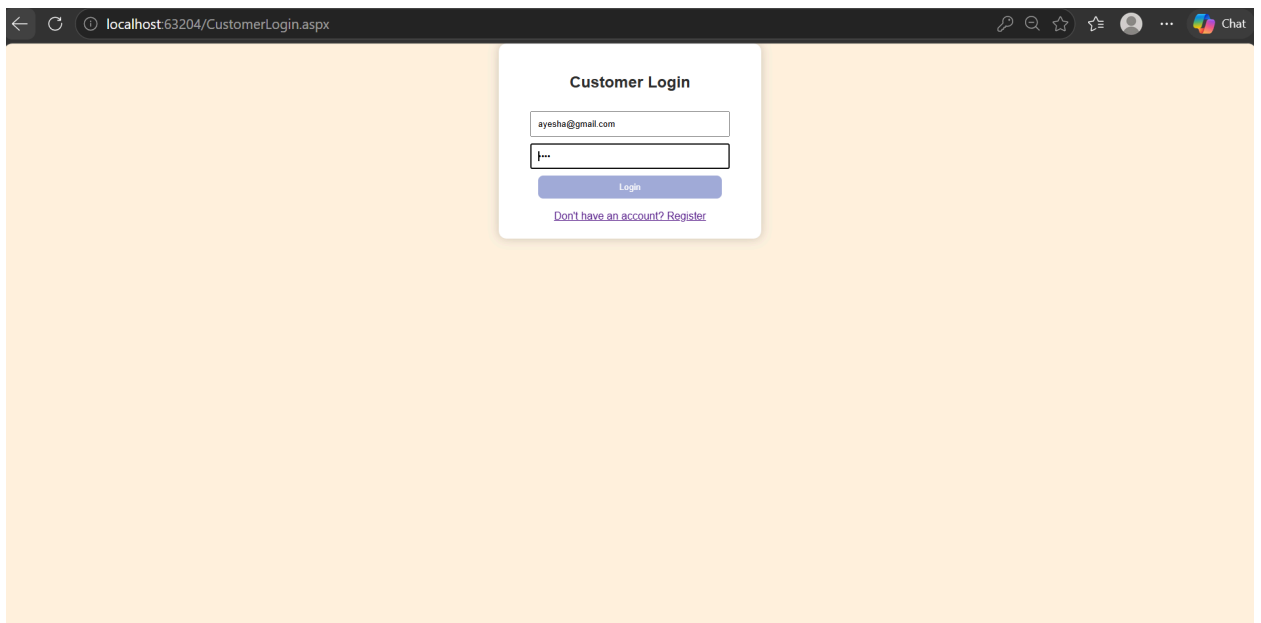 localhost:63204/CustomerLogin.aspx
Chat
Customer Login
ayesha@gmail.com
••••
Login
Don't have an account? Register